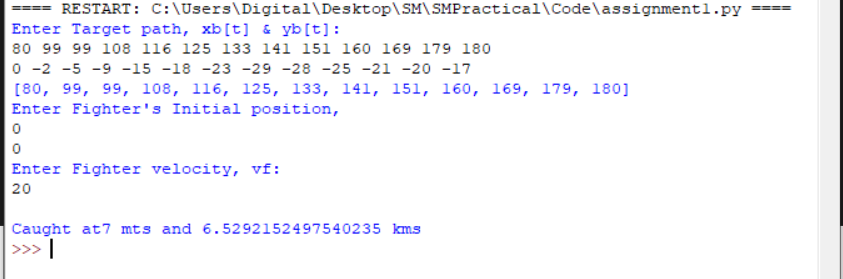 ==== RESTART: C:\Users\Digital\Desktop\SM\SMPractical\Code\assignment1.py ====
Enter Target path, xb[t] & yb[t]:
80 99 99 108 116 125 133 141 151 160 169 179 180
0 -2 -5 -9 -15 -18 -23 -29 -28 -25 -21 -20 -17
[80, 99, 99, 108, 116, 125, 133, 141, 151, 160, 169, 179, 180]
Enter Fighter's Initial position,
0
0
Enter Fighter velocity, vf:
20
Caught at7 mts and 6.5292152497540235 kms
>>>